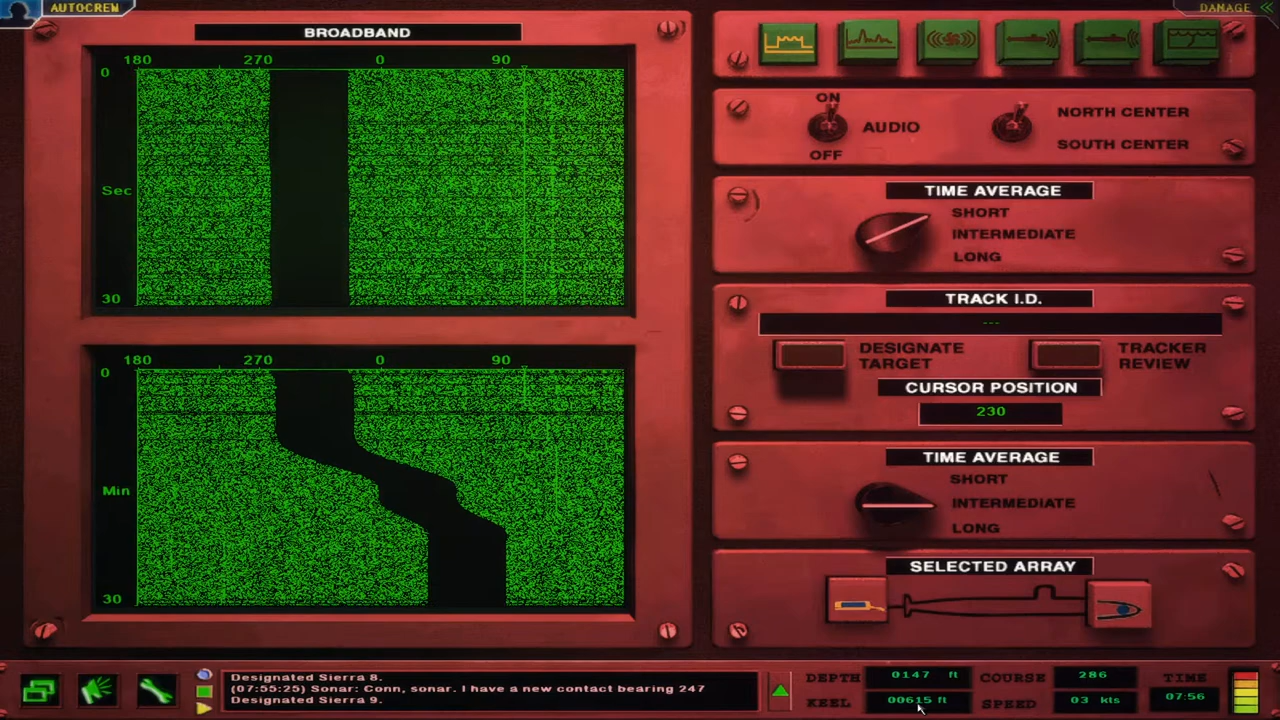 AUTOCREW
DAMAGE
BROADBAND
180 270 0 90
0
Sec
30
180 270 0 90
0
Min
30
ON
AUDIO
OFF
NORTH CENTER
SOUTH CENTER
TIME AVERAGE
SHORT
INTERMEDIATE
LONG
TRACK I.D.
---
DESIGNATE
TARGET
TRACKER
REVIEW
CURSOR POSITION
230
TIME AVERAGE
SHORT
INTERMEDIATE
LONG
SELECTED ARRAY
Designated Sierra 8.
(07:55:25) Sonar: Conn, sonar. I have a new contact bearing 247
Designated Sierra 9.
DEPTH 0147 ft COURSE 286 TIME
KEEL 00615 ft SPEED 03 kts 07:56